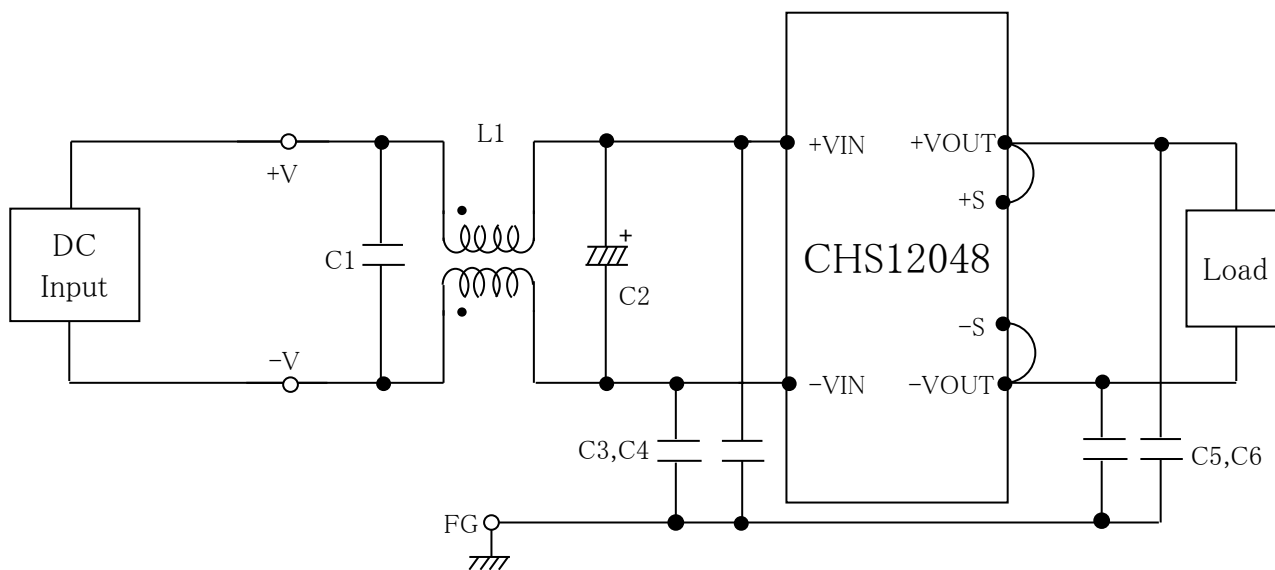 L1
+VIN
+VOUT
+V
+S
DC
Input
+
C1
CHS12048
Load
C2
−S
−V
−VIN
−VOUT
C3,C4
C5,C6
FG